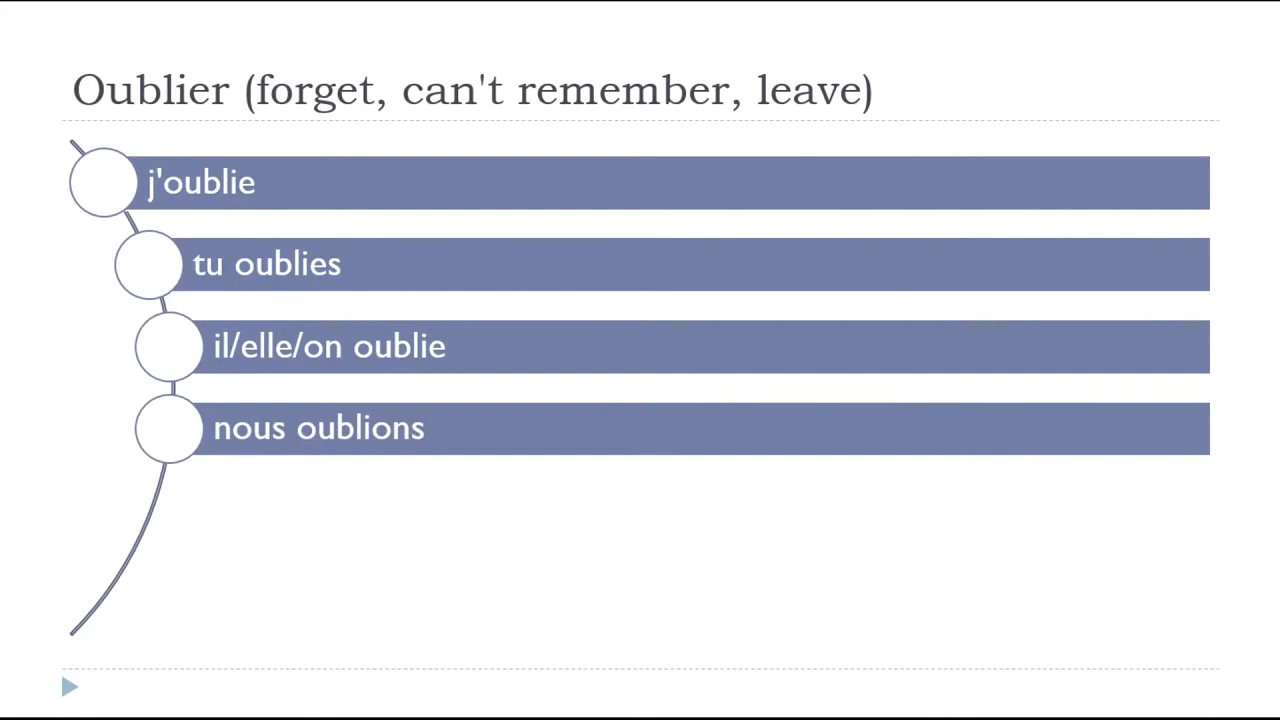 Oublier (forget, can't remember, leave)
j'oublie
tu oublies
il/elle/on oublie
nous oublions